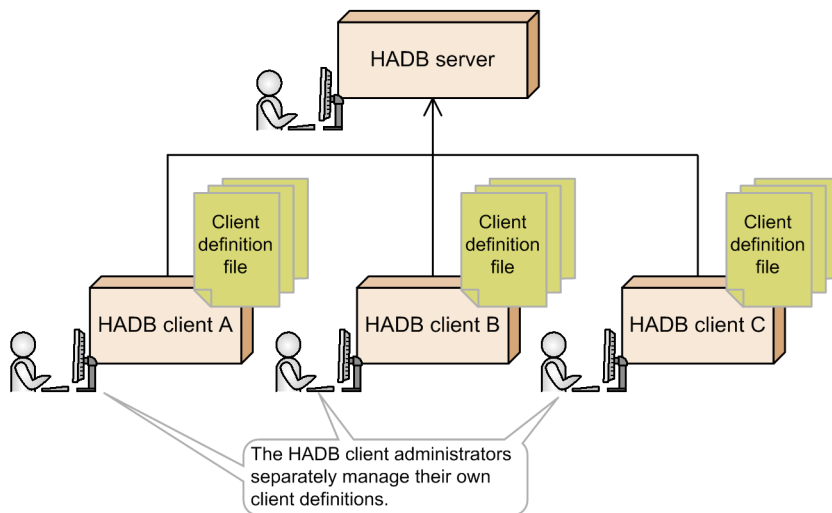 HADB server
Client
definition
file
Client
definition
file
Client
definition
file
HADB client A
HADB client B
HADB client C
The HADB client administrators
separately manage their own
client definitions.